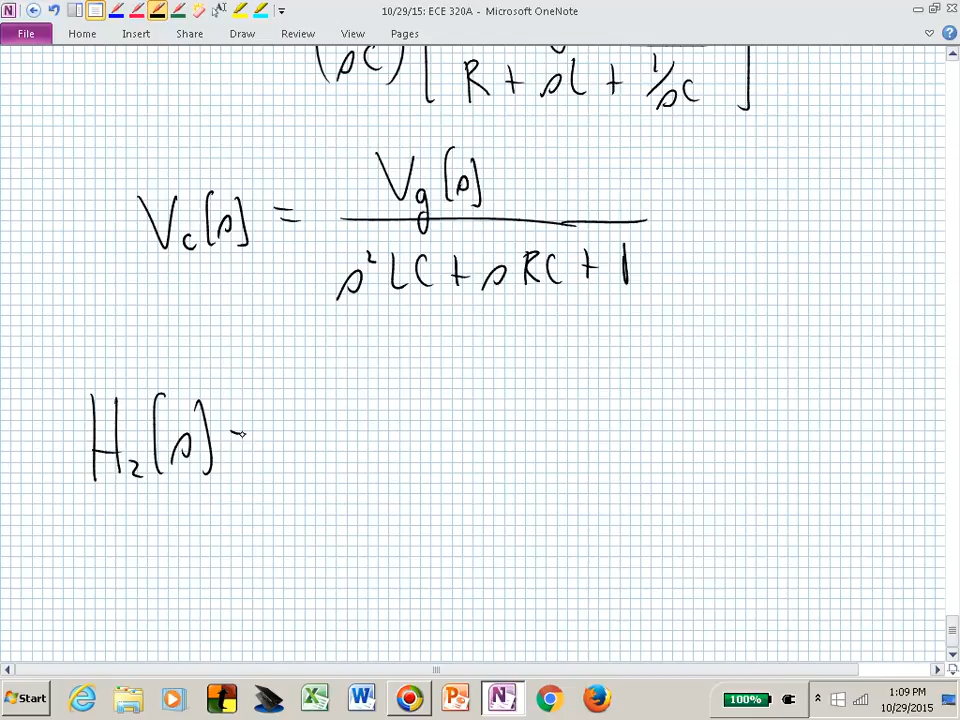 10/29/15: ECE 320A - Microsoft OneNote
File Home Insert Share Draw Review View Pages
(sC) [ R + sL + 1/sC ]
Vc(s) = Vg(s)
s²LC + sRC + 1
H₂(s) -
Start 100% 1:09 PM
10/29/2015